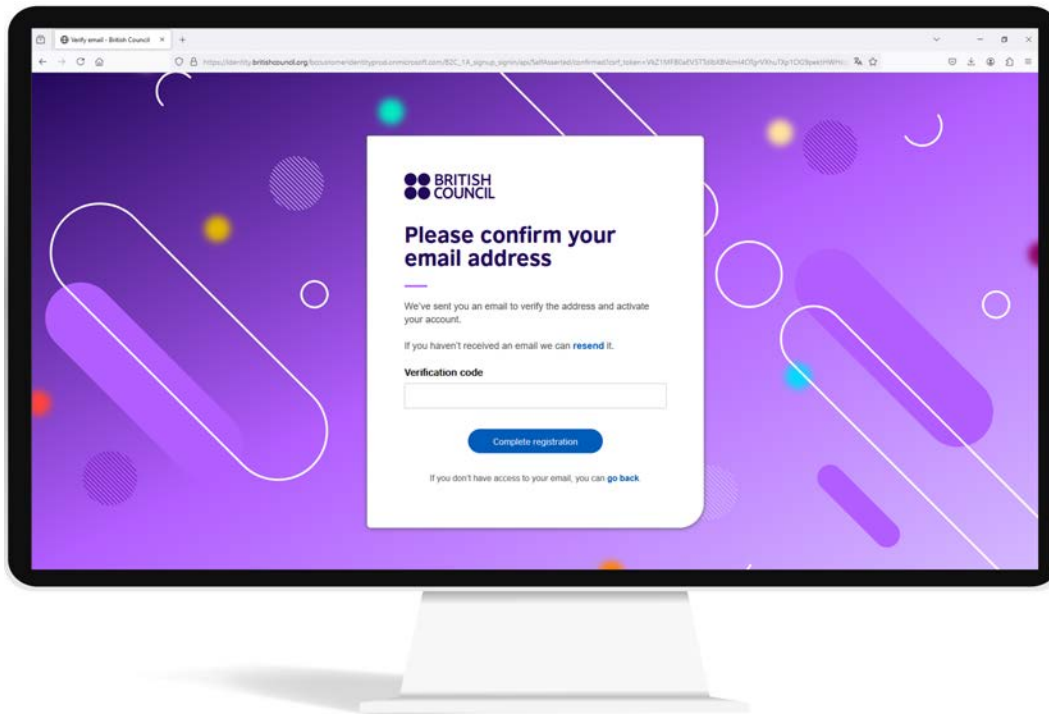 Verify email - British Council
BRITISH
COUNCIL
Please confirm your
email address
We've sent you an email to verify the address and activate
your account.
If you haven't received an email we can resend it.
Verification code
Complete registration
If you don't have access to your email, you can go back.